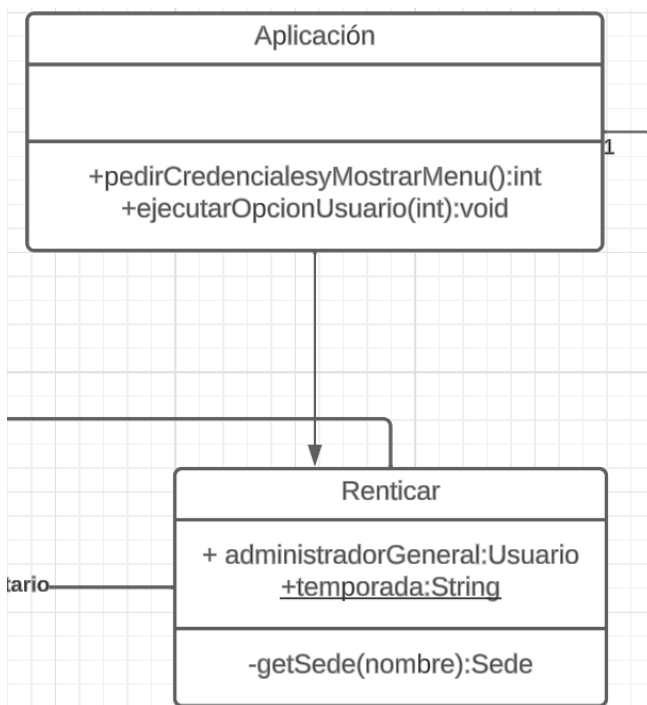 Aplicación
1
+pedirCredencialesyMostrarMenu():int
+ejecutarOpcionUsuario(int):void
Renticar
+ administradorGeneral:Usuario
tario
+temporada:String
-getSede(nombre):Sede